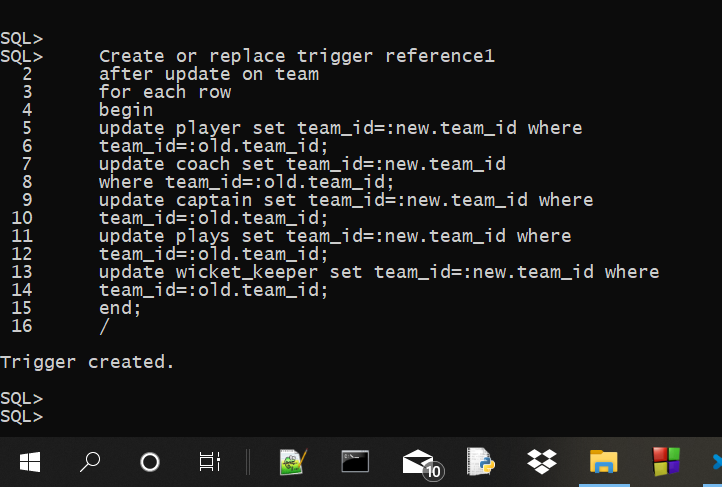 SQL>
SQL> Create or replace trigger reference1
2 after update on team
3 for each row
4 begin
5 update player set team_id=:new.team_id where
6 team_id=:old.team_id;
7 update coach set team_id=:new.team_id
8 where team_id=:old.team_id;
9 update captain set team_id=:new.team_id where
10 team_id=:old.team_id;
11 update plays set team_id=:new.team_id where
12 team_id=:old.team_id;
13 update wicket_keeper set team_id=:new.team_id where
14 team_id=:old.team_id;
15 end;
16 /
Trigger created.
SQL>
SQL>
10